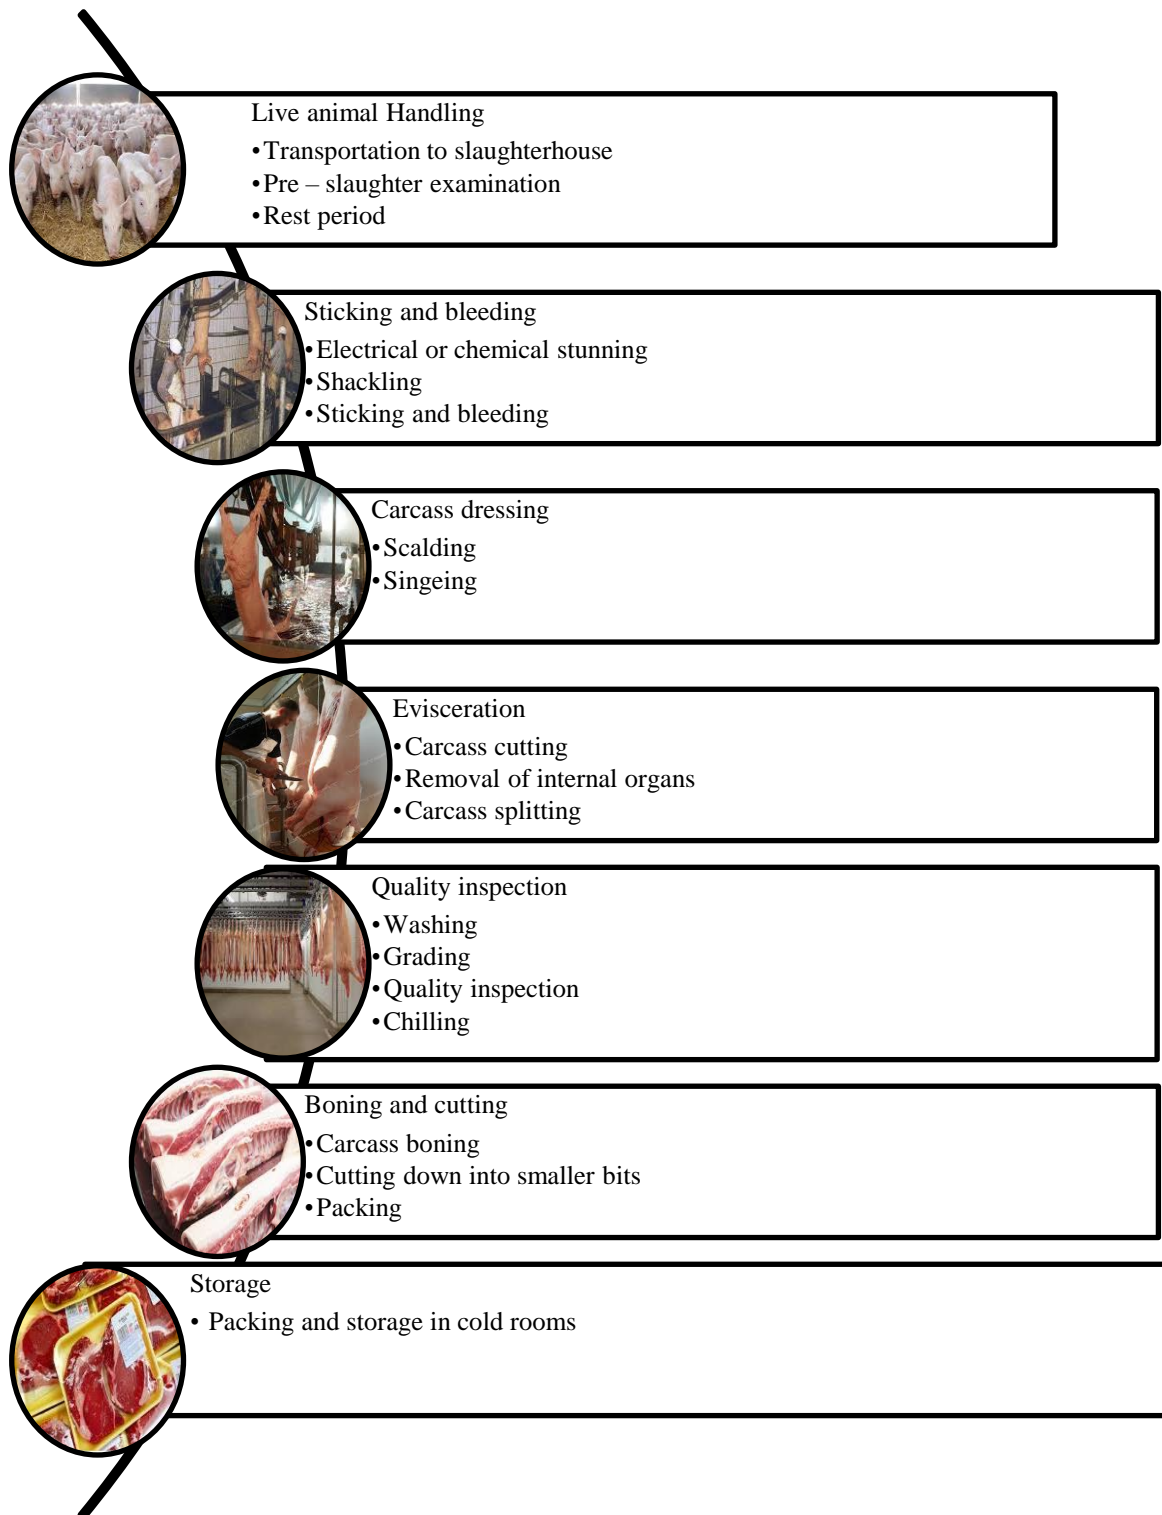 Live animal Handling
•Transportation to slaughterhouse
•Pre – slaughter examination
•Rest period
Sticking and bleeding
•Electrical or chemical stunning
•Shackling
•Sticking and bleeding
Carcass dressing
•Scalding
•Singeing
Evisceration
•Carcass cutting
•Removal of internal organs
•Carcass splitting
Quality inspection
•Washing
•Grading
•Quality inspection
•Chilling
Boning and cutting
•Carcass boning
•Cutting down into smaller bits
•Packing
Storage
• Packing and storage in cold rooms